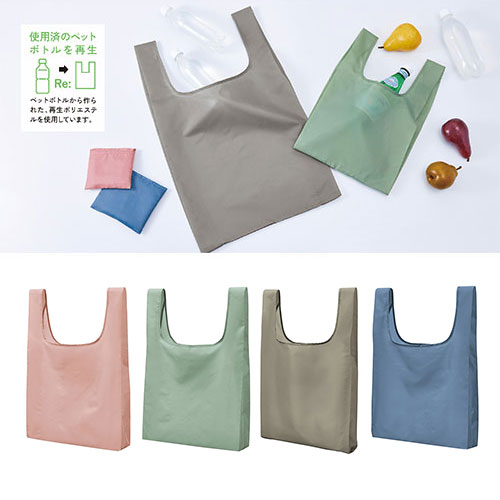 使用済のペット
ボトルを再生
Re:
ペットボトルから作ら
れた、再生ポリエステ
ルを使用しています。